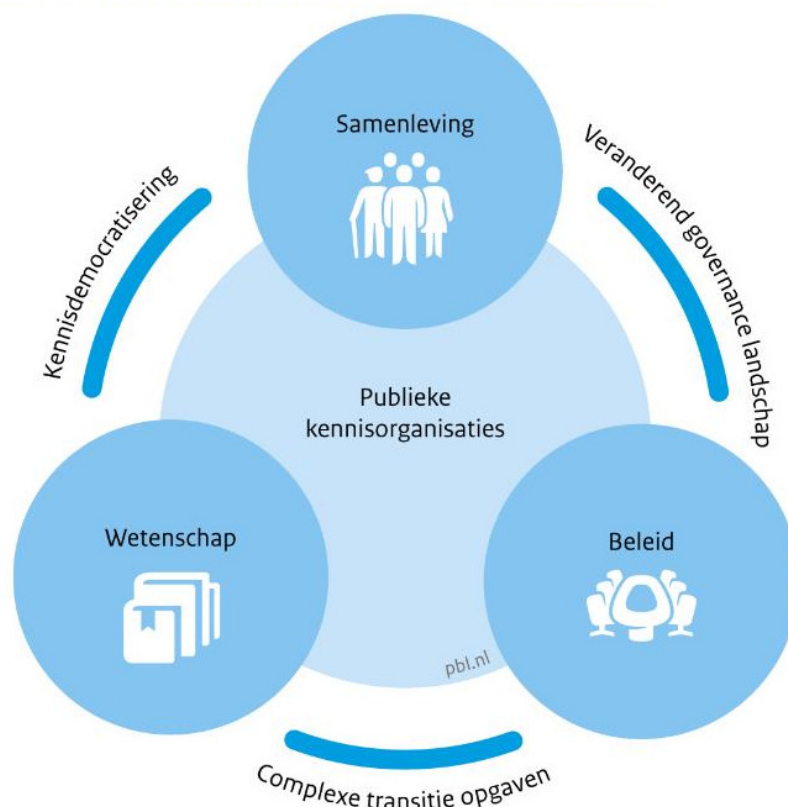 Samenleving
Kennisdemocratisering
Veranderend governance landschap
Publieke
kennisorganisaties
Wetenschap
Beleid
pbl.nl
Complexe transitie opgaven